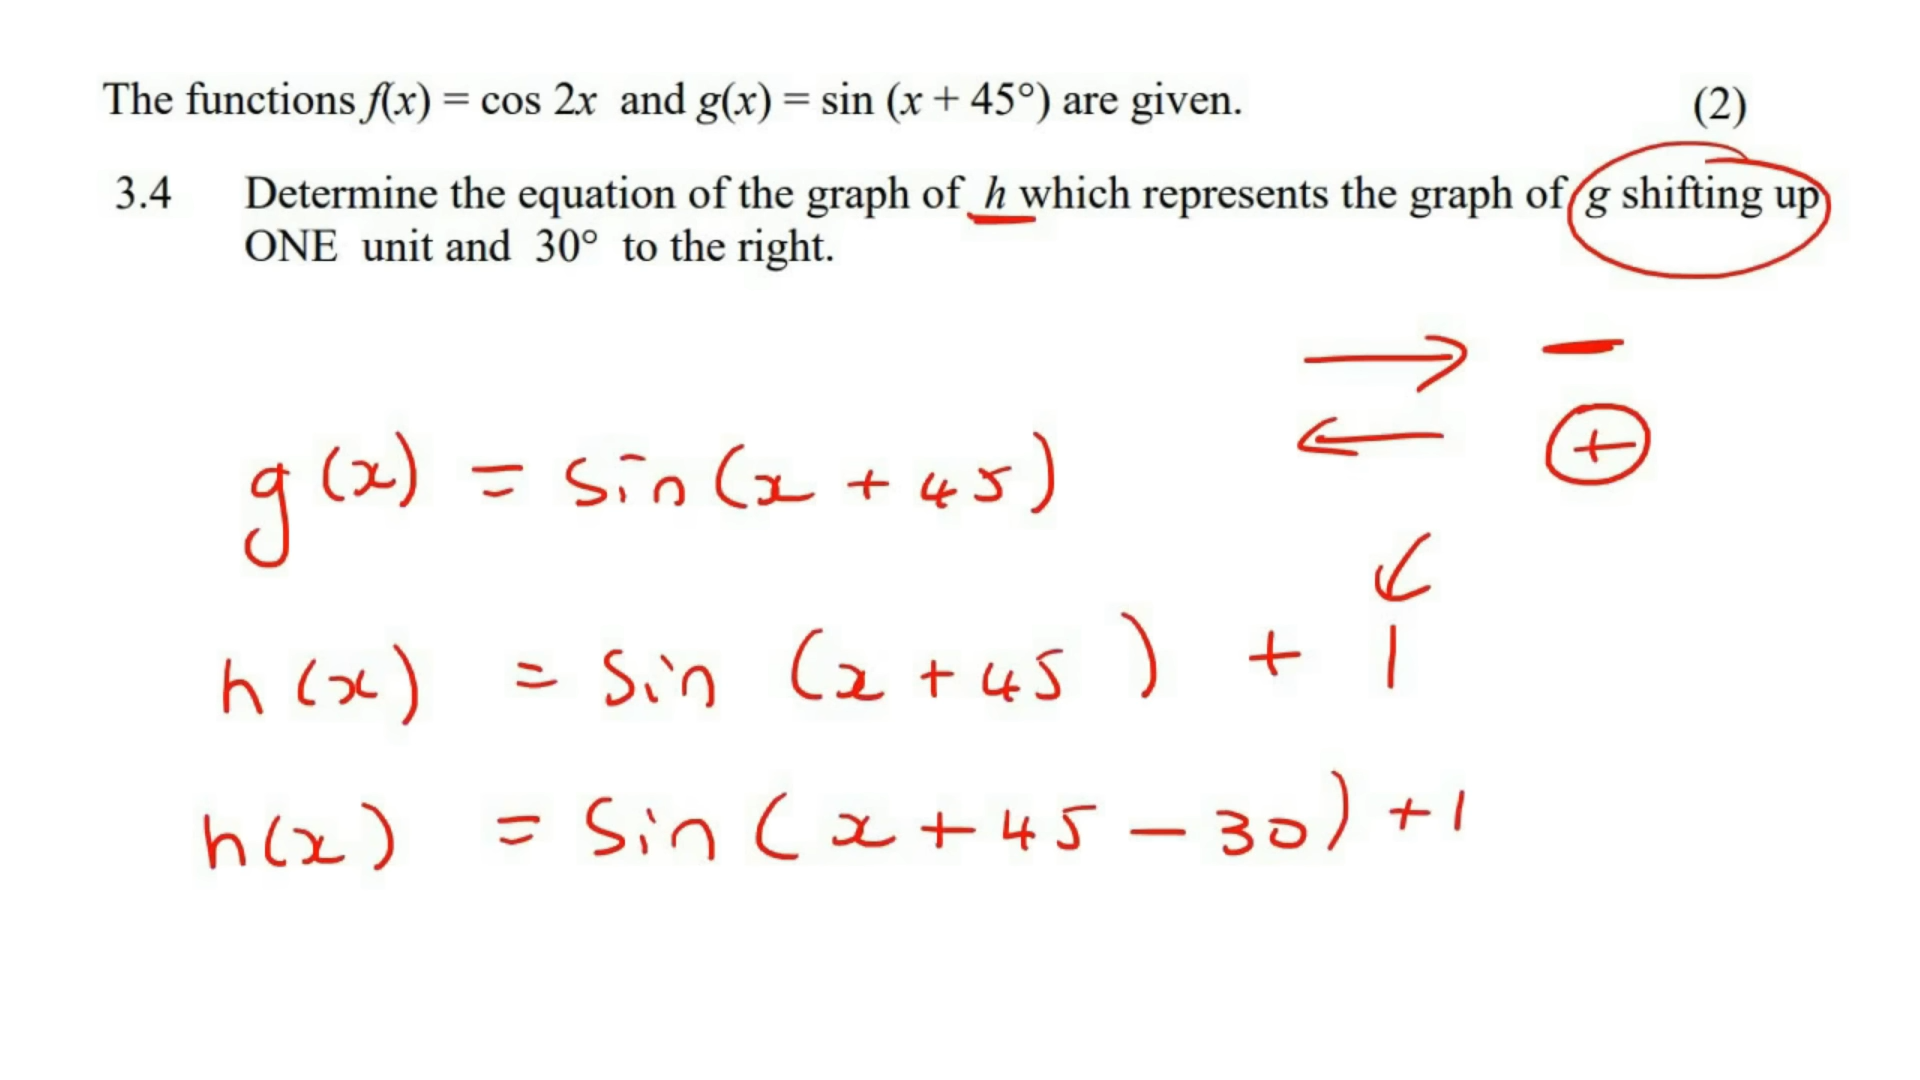 The functions f(x) = cos 2x and g(x) = sin (x + 45°) are given. (2)
3.4 Determine the equation of the graph of h which represents the graph of g shifting up
ONE unit and 30° to the right.
→ −
← +
g(x) = sin(x + 45)
h(x) = sin (x + 45) + 1
h(x) = sin(x + 45 − 30) + 1